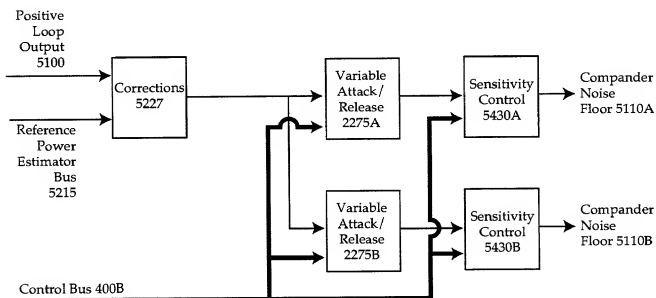 Positive
Loop
Output
5100
Corrections
5227
Reference
Power
Estimator
Bus
5215
Variable
Attack/
Release
2275A
Sensitivity
Control
5430A
Compander
Noise
Floor 5110A
Variable
Attack/
Release
2275B
Sensitivity
Control
5430B
Compander
Noise
Floor 5110B
Control Bus 400B